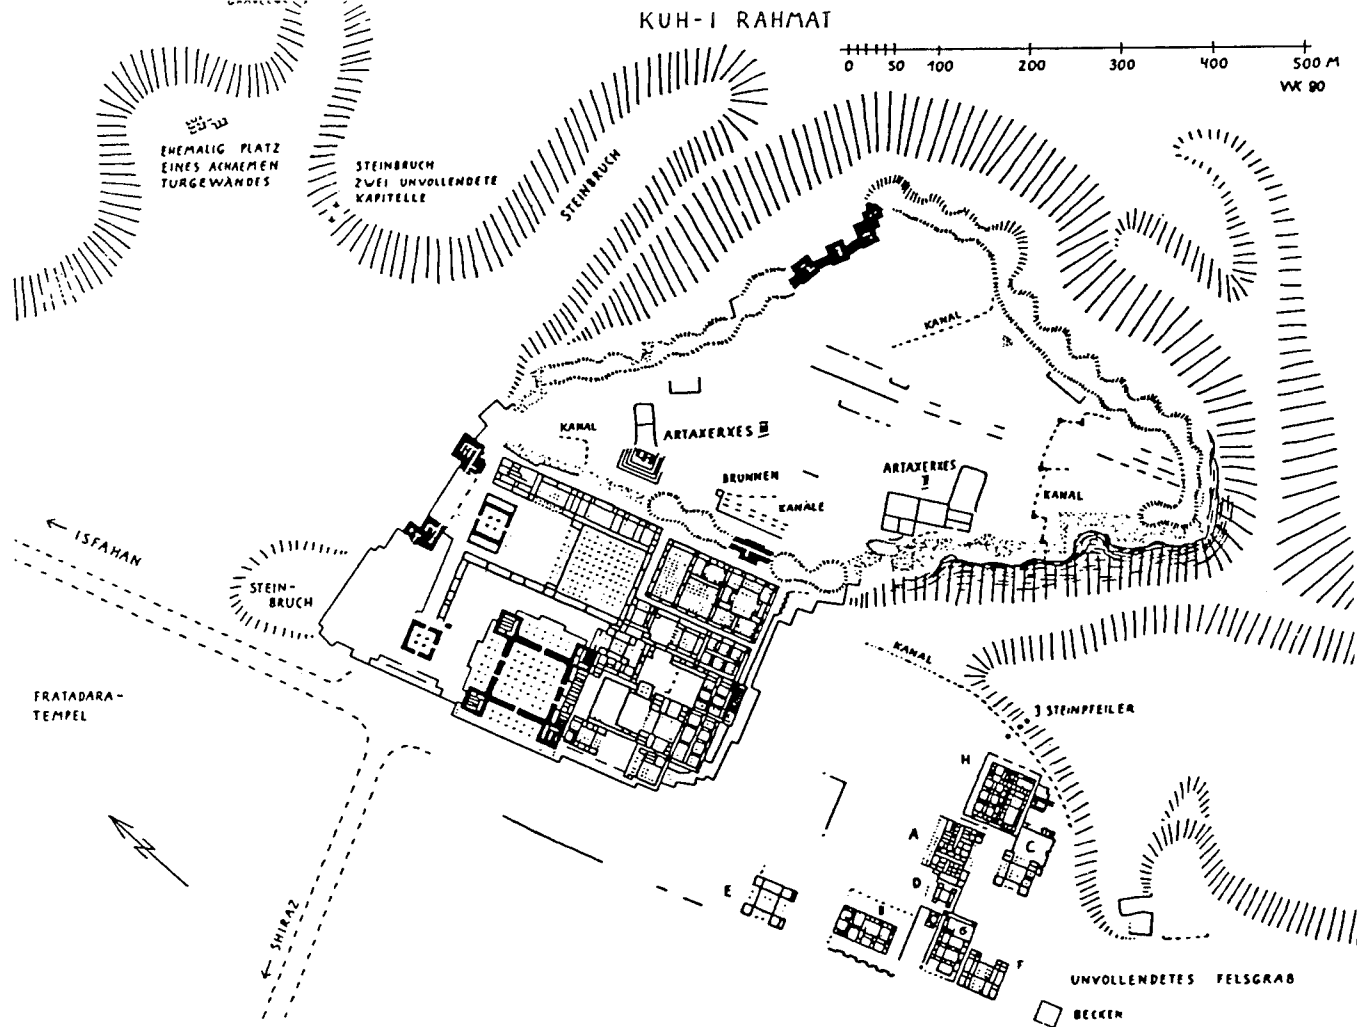 KUH-I RAHMAT
0 50 100 200 300 400 500 M
VVK 90
EHEMALIG PLATZ
EINES ACHAEMEN
TURGEWÄNDES
STEINBRUCH
ZWEI UNVOLLENDETE
KAPITELLE
STEINBRUCH
KANAL
KANAL
ARTAXERXES III
BRUNNEN
KANÄLE
ARTAXERXES
II
KANAL
ISFAHAN
STEIN-
BRUCH
FRATADARA-
TEMPEL
KANAL
3 STEINPFEILER
H
A
C
D
E
B
G
F
N
SHIRAZ
UNVOLLENDETES FELSGRAB
BECKEN